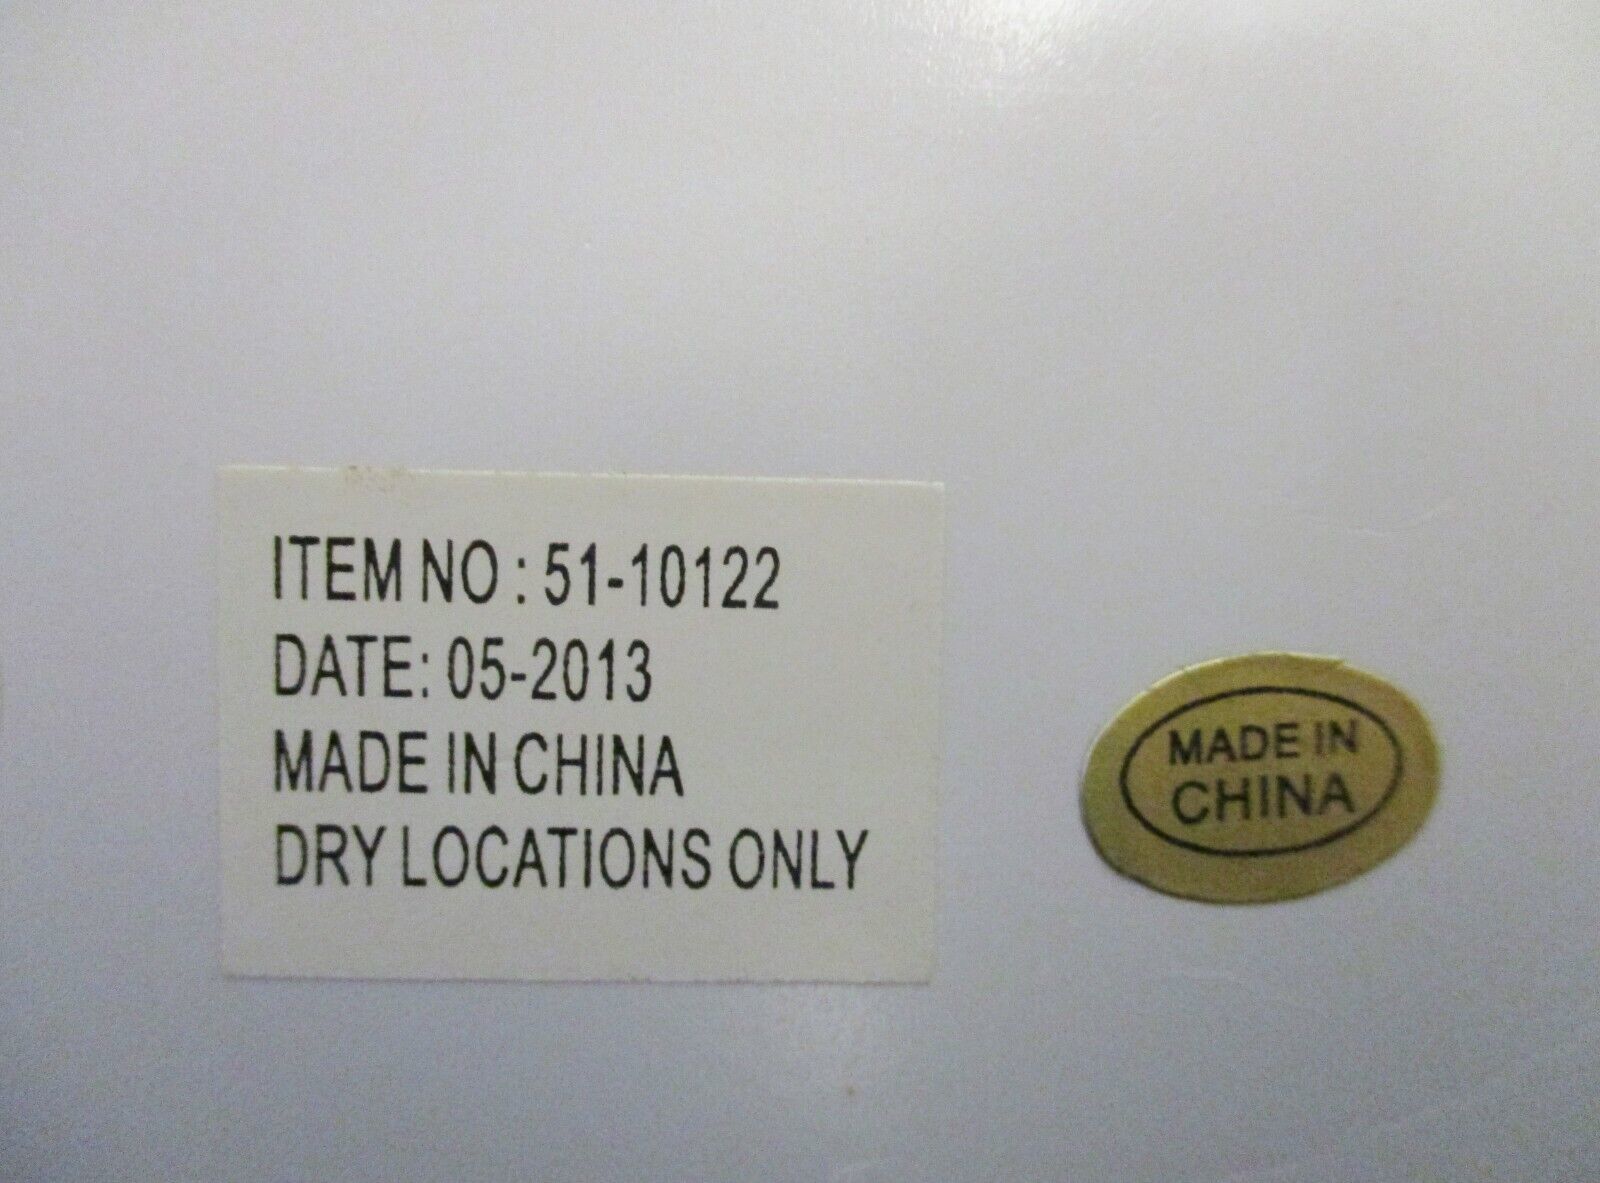 ITEM NO : 51-10122
DATE: 05-2013
MADE IN CHINA
DRY LOCATIONS ONLY
MADE IN
CHINA